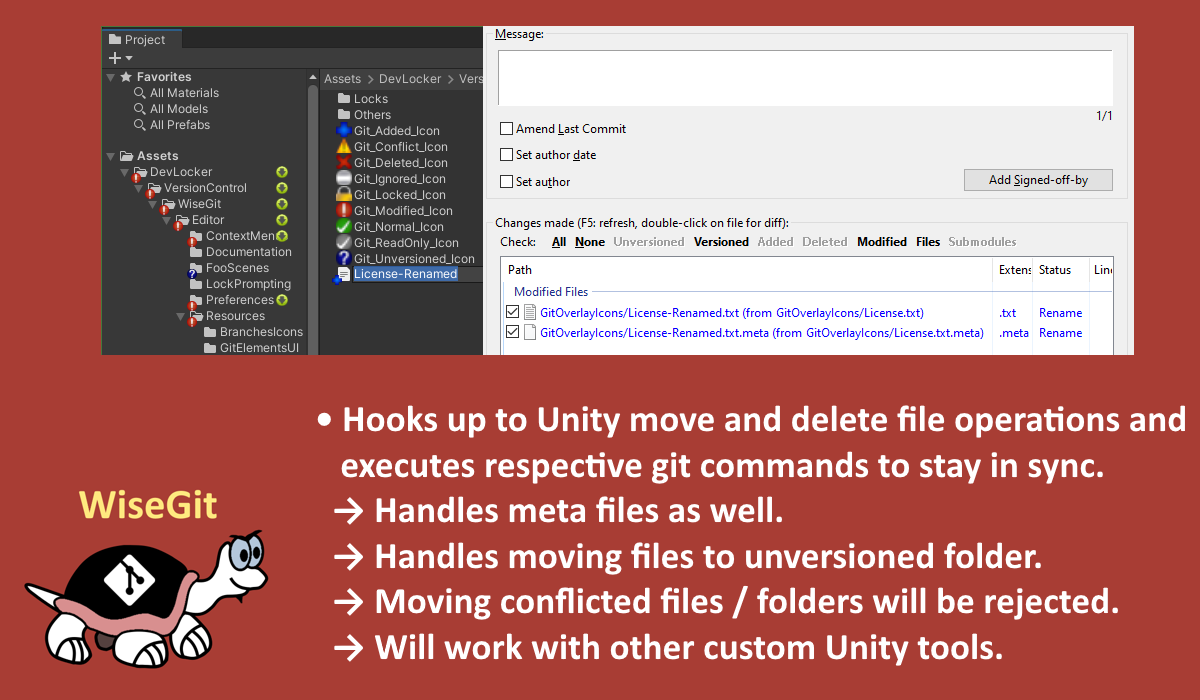 Project
Favorites
All Materials
All Models
All Prefabs
Assets
DevLocker
VersionControl
WiseGit
Editor
ContextMen
Documentation
FooScenes
LockPrompting
Preferences
Resources
BranchesIcons
GitElementsUI
Assets > DevLocker > Vers
Locks
Others
Git_Added_Icon
Git_Conflict_Icon
Git_Deleted_Icon
Git_Ignored_Icon
Git_Locked_Icon
Git_Modified_Icon
Git_Normal_Icon
Git_ReadOnly_Icon
Git_Unversioned_Icon
License-Renamed
Message:
1/1
Amend Last Commit
Set author date
Set author
Add Signed-off-by
Changes made (F5: refresh, double-click on file for diff):
Check: All None Unversioned Versioned Added Deleted Modified Files Submodules
Path Extens Status Line
Modified Files
GitOverlayIcons/License-Renamed.txt (from GitOverlayIcons/License.txt) .txt Rename
GitOverlayIcons/License-Renamed.txt.meta (from GitOverlayIcons/License.txt.meta) .meta Rename
• Hooks up to Unity move and delete file operations and
executes respective git commands to stay in sync.
→ Handles meta files as well.
→ Handles moving files to unversioned folder.
→ Moving conflicted files / folders will be rejected.
→ Will work with other custom Unity tools.
WiseGit